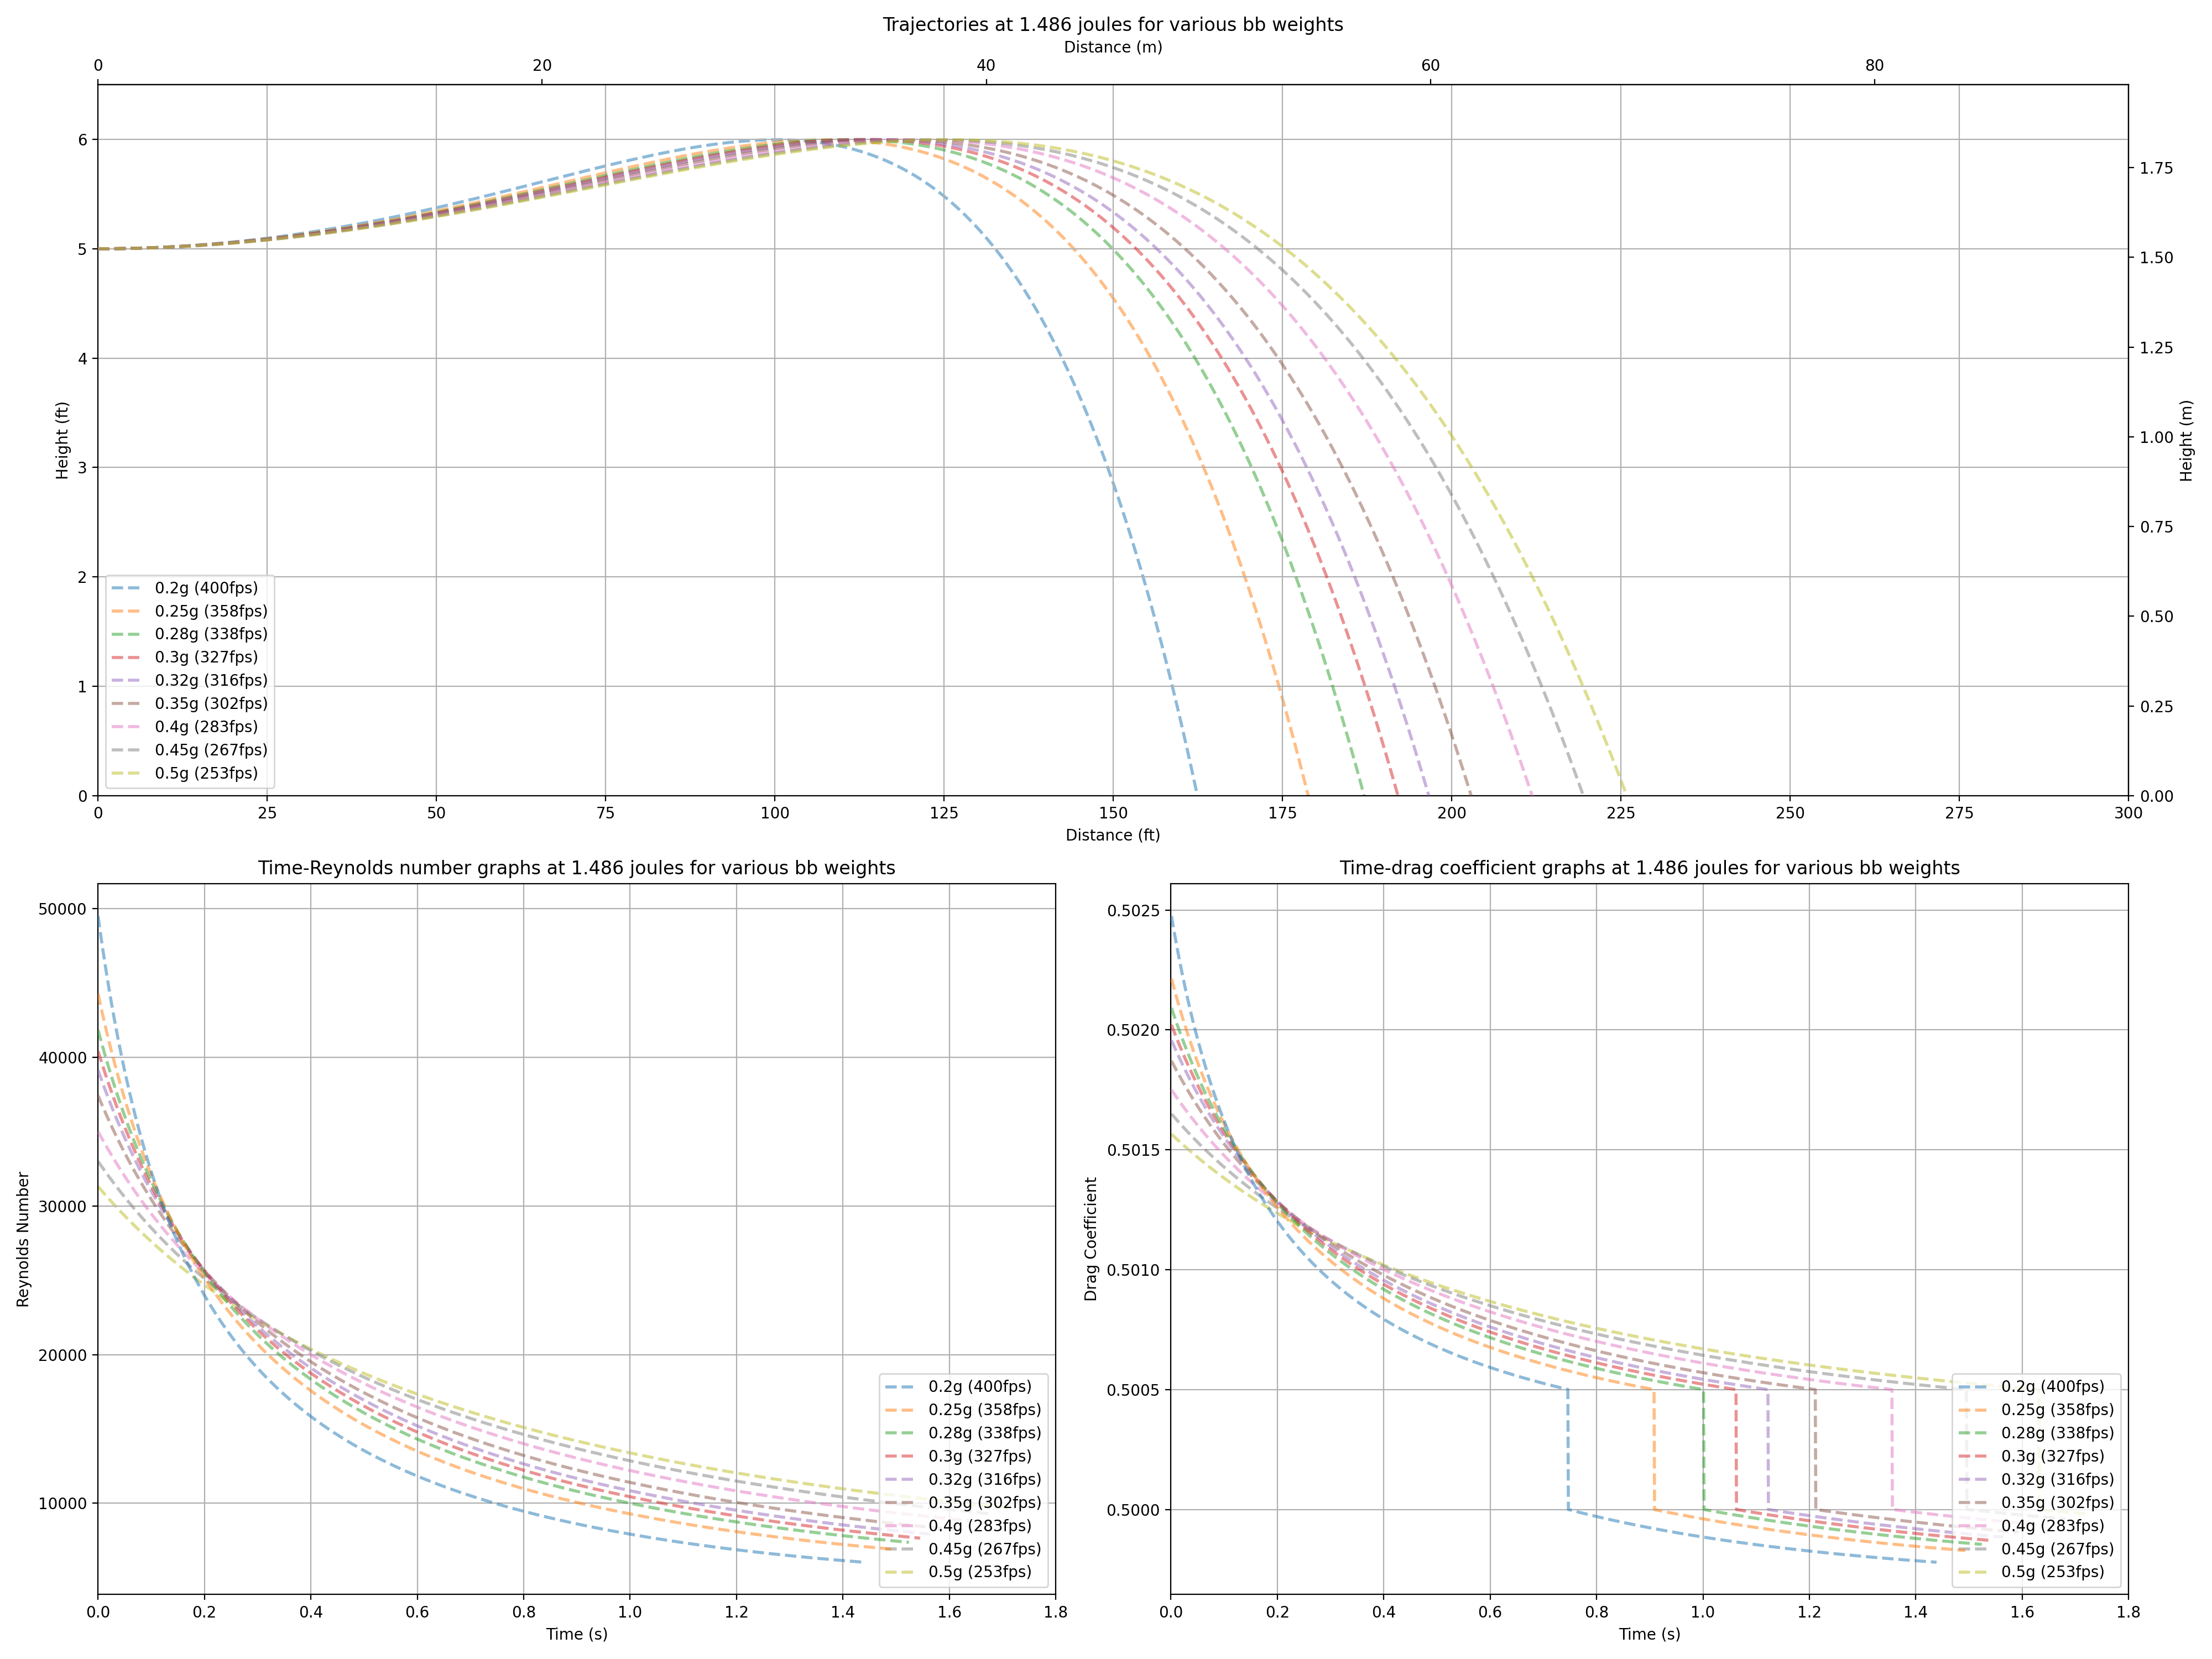 Trajectories at 1.486 joules for various bb weights
Distance (m)
0 20 40 60 80
6
5
4
3
2
1
0
Height (ft)
1.75
1.50
1.25
1.00
0.75
0.50
0.25
0.00
Height (m)
0.2g (400fps)
0.25g (358fps)
0.28g (338fps)
0.3g (327fps)
0.32g (316fps)
0.35g (302fps)
0.4g (283fps)
0.45g (267fps)
0.5g (253fps)
0 25 50 75 100 125 150 175 200 225 250 275 300
Distance (ft)
Time-Reynolds number graphs at 1.486 joules for various bb weights
50000
40000
30000
20000
10000
Reynolds Number
0.2g (400fps)
0.25g (358fps)
0.28g (338fps)
0.3g (327fps)
0.32g (316fps)
0.35g (302fps)
0.4g (283fps)
0.45g (267fps)
0.5g (253fps)
0.0 0.2 0.4 0.6 0.8 1.0 1.2 1.4 1.6 1.8
Time (s)
Time-drag coefficient graphs at 1.486 joules for various bb weights
0.5025
0.5020
0.5015
0.5010
0.5005
0.5000
Drag Coefficient
0.2g (400fps)
0.25g (358fps)
0.28g (338fps)
0.3g (327fps)
0.32g (316fps)
0.35g (302fps)
0.4g (283fps)
0.45g (267fps)
0.5g (253fps)
0.0 0.2 0.4 0.6 0.8 1.0 1.2 1.4 1.6 1.8
Time (s)